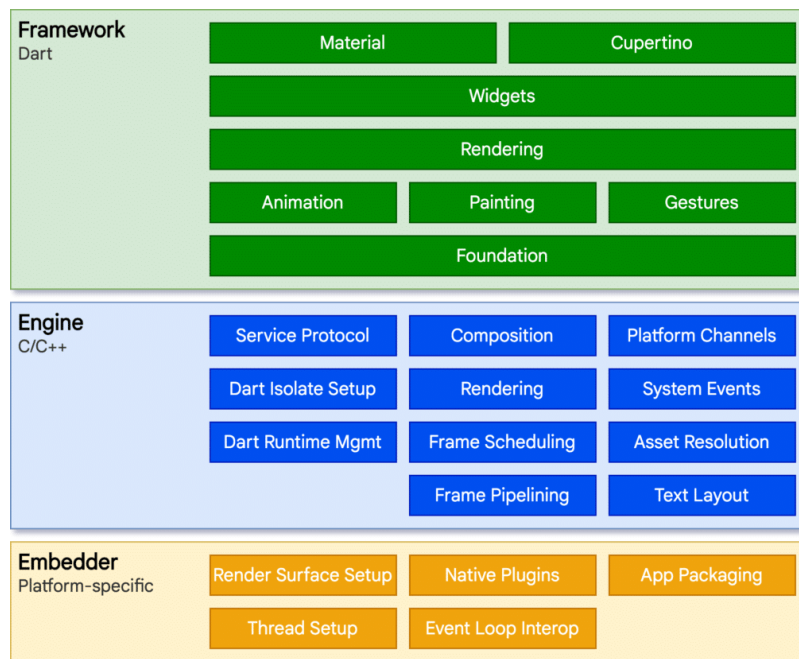 Framework
Dart
Material
Cupertino
Widgets
Rendering
Animation
Painting
Gestures
Foundation
Engine
C/C++
Service Protocol
Composition
Platform Channels
Dart Isolate Setup
Rendering
System Events
Dart Runtime Mgmt
Frame Scheduling
Asset Resolution
Frame Pipelining
Text Layout
Embedder
Platform-specific
Render Surface Setup
Native Plugins
App Packaging
Thread Setup
Event Loop Interop